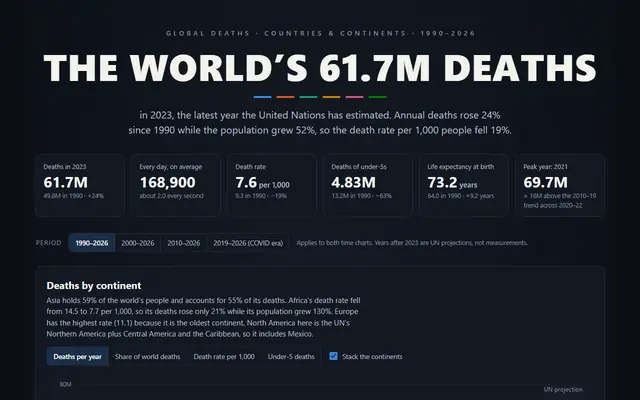 GLOBAL DEATHS · COUNTRIES & CONTINENTS · 1990–2026
THE WORLD'S 61.7M DEATHS
in 2023, the latest year the United Nations has estimated. Annual deaths rose 24%
since 1990 while the population grew 52%, so the death rate per 1,000 people fell 19%.
Deaths in 2023
61.7M
49.8M in 1990 · +24%
Every day, on average
168,900
about 2.0 every second
Death rate
7.6 per 1,000
9.3 in 1990 · −19%
Deaths of under-5s
4.83M
13.2M in 1990 · −63%
Life expectancy at birth
73.2 years
64.0 in 1990 · +9.2 years
Peak year: 2021
69.7M
≈ 16M above the 2010–19
trend across 2020–22
PERIOD
1990–2026
2000–2026
2010–2026
2019–2026 (COVID era)
Applies to both time charts. Years after 2023 are UN projections, not measurements.
Deaths by continent
Asia holds 59% of the world's people and accounts for 55% of its deaths. Africa's death rate fell
from 14.5 to 7.7 per 1,000, so its deaths rose only 21% while its population grew 130%. Europe
has the highest rate (11.1) because it is the oldest continent. North America here is the UN's
Northern America plus Central America and the Caribbean, so it includes Mexico.
Deaths per year
Share of world deaths
Death rate per 1,000
Under-5 deaths
Stack the continents
80M
UN projection